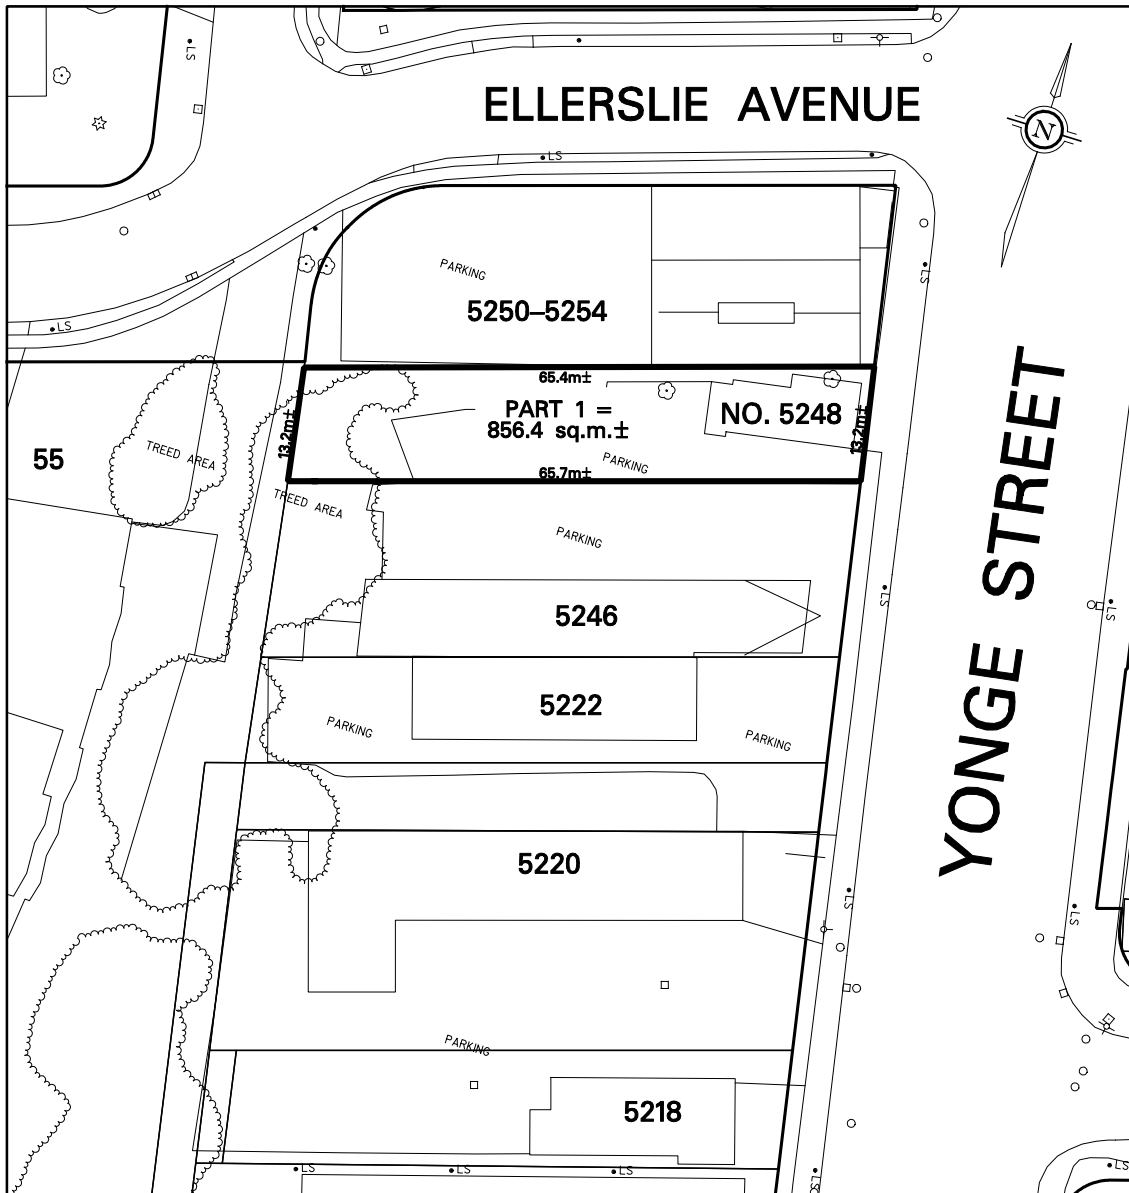 LS
ELLERSLIE AVENUE
N
LS
PARKING
LS
5250–5254
LS
65.4m±
PART 1 =
856.4 sq.m.±
NO. 5248
13.2m±
13.2m±
55
TREED AREA
PARKING
65.7m±
TREED AREA
PARKING
YONGE STREET
LS
LS
5246
5222
PARKING
PARKING
5220
LS
LS
PARKING
5218
LS
LS
LS
LS
LS